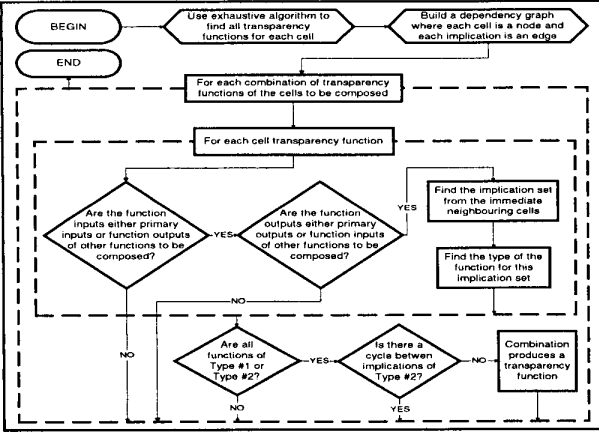 BEGIN
Use exhaustive algorithm to
find all transparency
functions for each cell
Build a dependency graph
where each cell is a node and
each implication is an edge
END
For each combination of transparency
functions of the cells to be composed
For each cell transparency function
Are the function
inputs either primary
inputs or function outputs
of other functions to be
composed?
YES
Are the function
outputs either primary
outputs or function inputs
of other functions to be
composed?
YES
Find the implication set
from the immediate
neighbouring cells
Find the type of the
function for this
implication set
NO
NO
Are all
functions of
Type #1 or
Type #2?
YES
Is there a
cycle betwen
implications of
Type #2?
NO
Combination
produces a
transparency
function
NO
YES